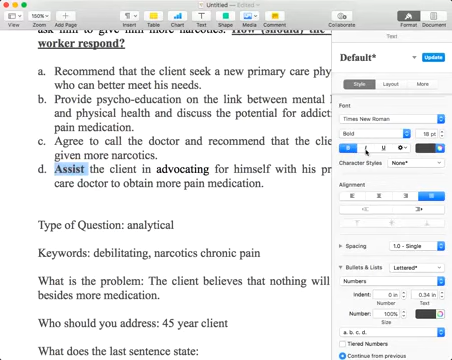 Untitled — Edited
View
Zoom
Add Page
Insert
Table
Chart
Text
Shape
Media
Comment
Collaborate
Format
Document
ask him to give him more narcotics. How (should) the
worker respond?
a. Recommend that the client seek a new primary care phy
who can better meet his needs.
b. Provide psycho-education on the link between mental
and physical health and discuss the potential for addict
pain medication.
c. Agree to call the doctor and recommend that the clie
given more narcotics.
d. Assist the client in advocating for himself with his pr
care doctor to obtain more pain medication.
Type of Question: analytical
Keywords: debilitating, narcotics chronic pain
What is the problem: The client believes that nothing will
besides more medication.
Who should you address: 45 year client
What does the last sentence state:
Text
Default*
Update
Style
Layout
More
Font
Times New Roman
Bold
18 pt
B
I
U
Character Styles
None*
Alignment
Spacing
1.0 - Single
Bullets & Lists
Lettered*
Numbers
Indent:
0 in
0.34 in
Number
Text
Number:
100%
Size
a. b. c. d.
Tiered Numbers
Continue from previous